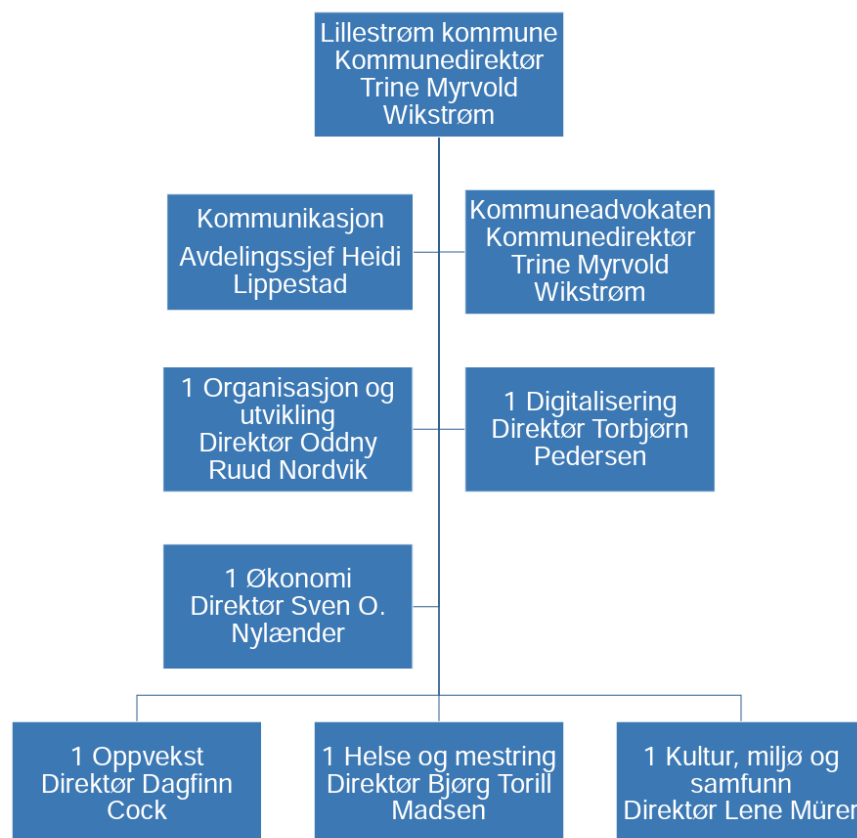 Lillestrøm kommune
Kommunedirektør
Trine Myrvold
Wikstrøm
Kommunikasjon
Avdelingssjef Heidi
Lippestad
Kommuneadvokaten
Kommunedirektør
Trine Myrvold
Wikstrøm
1 Organisasjon og
utvikling
Direktør Oddny
Ruud Nordvik
1 Digitalisering
Direktør Torbjørn
Pedersen
1 Økonomi
Direktør Sven O.
Nylænder
1 Oppvekst
Direktør Dagfinn
Cock
1 Helse og mestring
Direktør Bjørg Torill
Madsen
1 Kultur, miljø og
samfunn
Direktør Lene Mürer